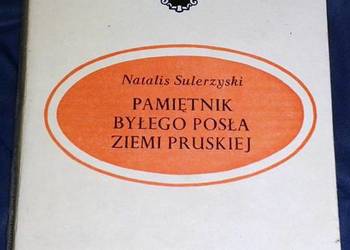 Natalis Sulerzyski
PAMIĘTNIK
BYŁEGO POSŁA
ZIEMI PRUSKIEJ